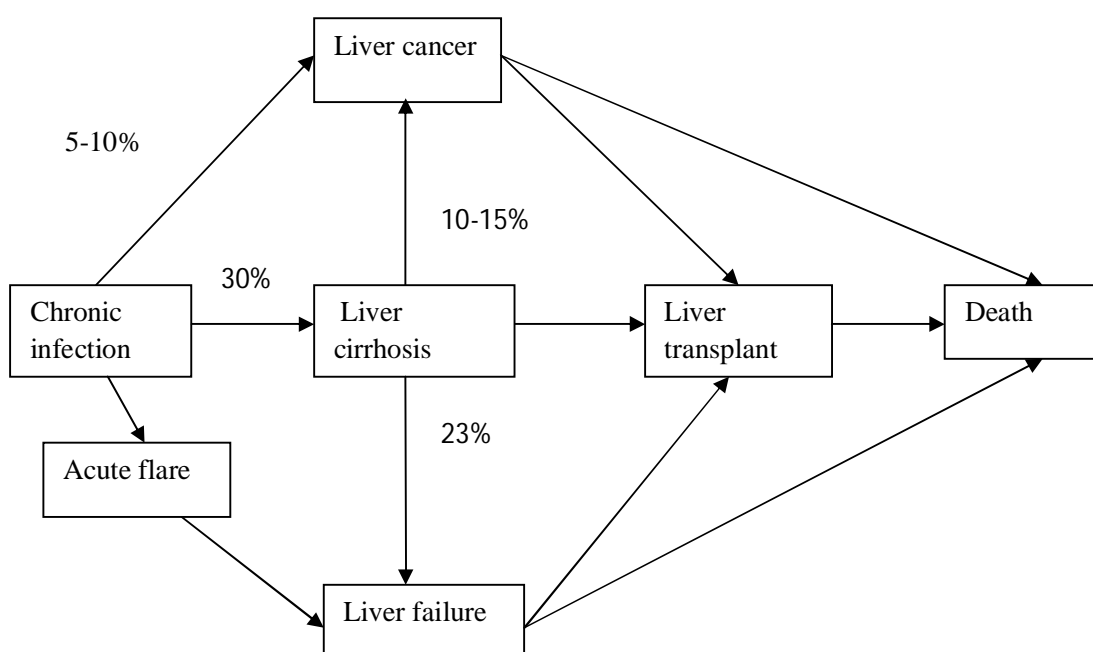 Liver cancer
5-10%
10-15%
30%
Chronic
infection
Liver
cirrhosis
Liver
transplant
Death
23%
Acute flare
Liver failure